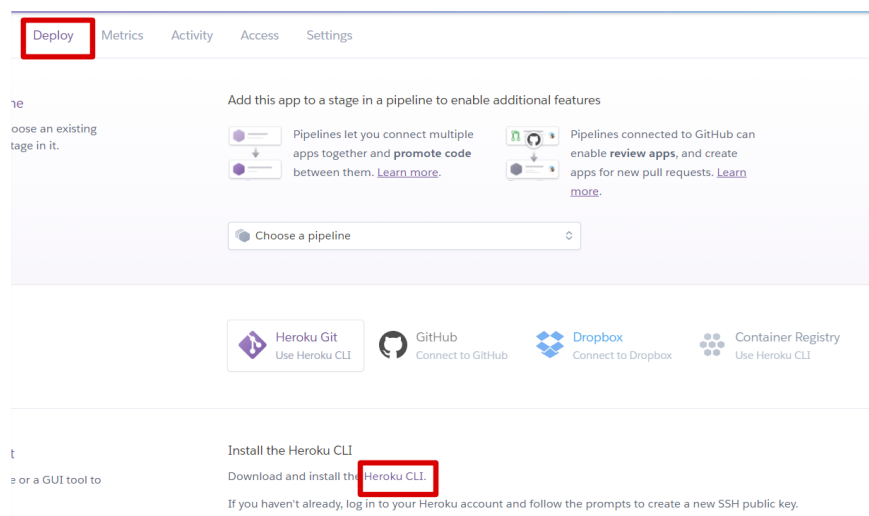 Deploy Metrics Activity Access Settings
ne
oose an existing
tage in it.
Add this app to a stage in a pipeline to enable additional features
Pipelines let you connect multiple
apps together and promote code
between them. Learn more.
Pipelines connected to GitHub can
enable review apps, and create
apps for new pull requests. Learn
more.
Choose a pipeline
Heroku Git
Use Heroku CLI
GitHub
Connect to GitHub
Dropbox
Connect to Dropbox
Container Registry
Use Heroku CLI
t
e or a GUI tool to
Install the Heroku CLI
Download and install the Heroku CLI.
If you haven't already, log in to your Heroku account and follow the prompts to create a new SSH public key.